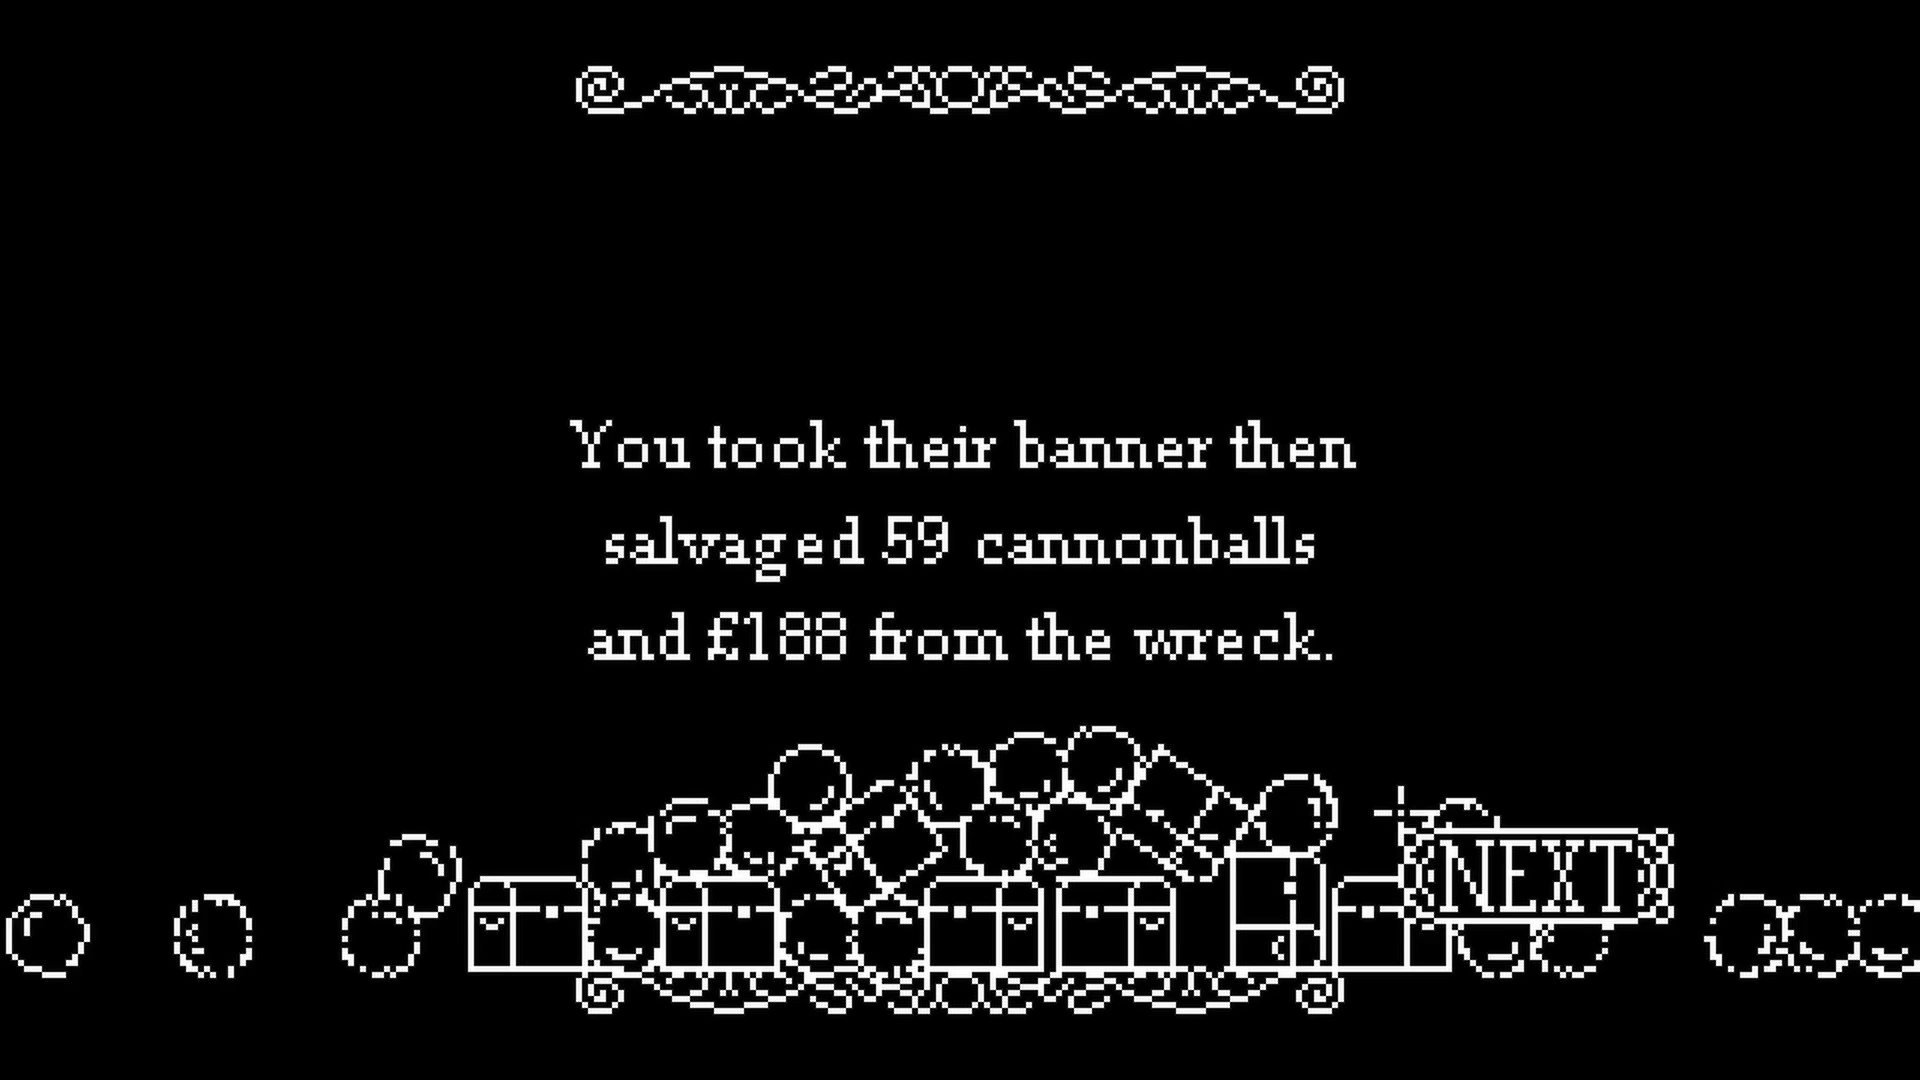 You took their banner then
salvaged 59 cannonballs
and £188 from the wreck.
NEXT